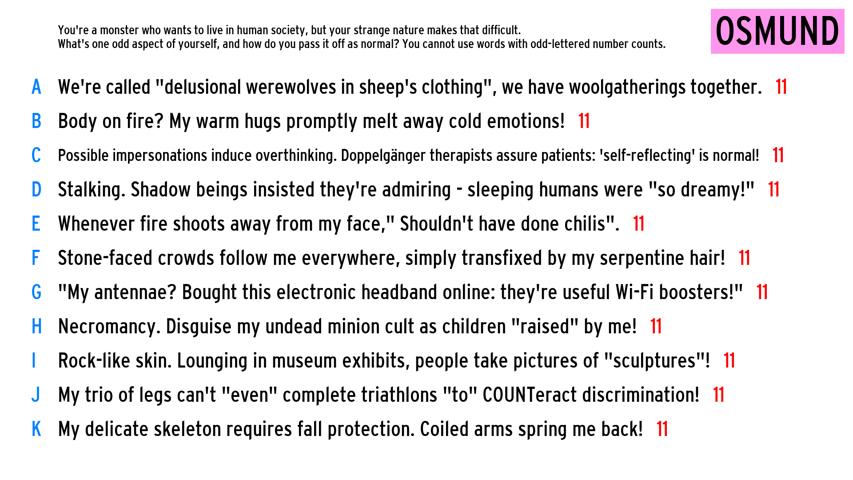 You're a monster who wants to live in human society, but your strange nature makes that difficult.
What's one odd aspect of yourself, and how do you pass it off as normal? You cannot use words with odd-lettered number counts.
OSMUND
A We're called "delusional werewolves in sheep's clothing", we have woolgatherings together. 11
B Body on fire? My warm hugs promptly melt away cold emotions! 11
C Possible impersonations induce overthinking. Doppelgänger therapists assure patients: 'self-reflecting' is normal! 11
D Stalking. Shadow beings insisted they're admiring - sleeping humans were "so dreamy!" 11
E Whenever fire shoots away from my face," Shouldn't have done chilis". 11
F Stone-faced crowds follow me everywhere, simply transfixed by my serpentine hair! 11
G "My antennae? Bought this electronic headband online: they're useful Wi-Fi boosters!" 11
H Necromancy. Disguise my undead minion cult as children "raised" by me! 11
I Rock-like skin. Lounging in museum exhibits, people take pictures of "sculptures"! 11
J My trio of legs can't "even" complete triathlons "to" COUNTeract discrimination! 11
K My delicate skeleton requires fall protection. Coiled arms spring me back! 11